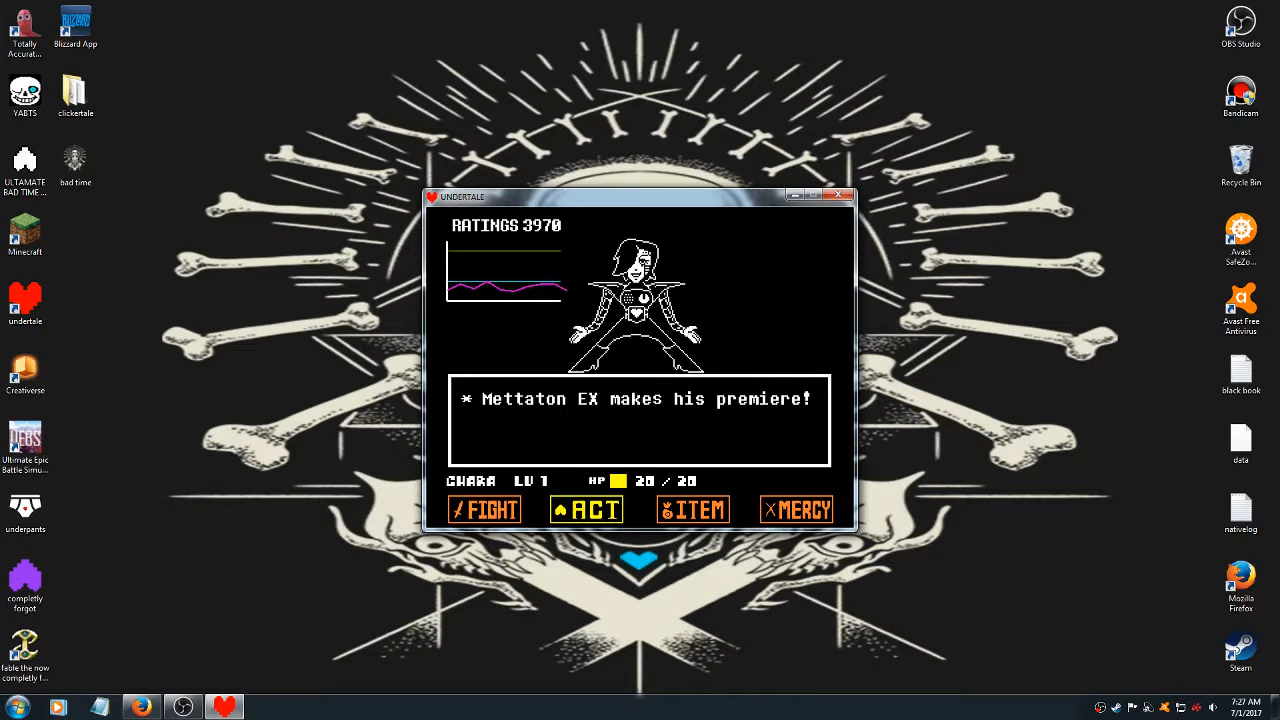 Totally
Accurat...
Blizzard App
YABTS
clickertale
ULTAMATE
BAD TIME ...
bad time
Minecraft
undertale
Creativerse
UEBS
Ultimate Epic
Battle Simu...
underpants
completly
forgot
fable the now
completly f...
UNDERTALE
RATINGS 3970
* Mettaton EX makes his premiere!
CHARA LV 1 HP 20 / 20
FIGHT ACT ITEM MERCY
OBS Studio
Bandicam
Recycle Bin
Avast
SafeZo...
Avast Free
Antivirus
black book
data
nativelog
Mozilla
Firefox
Steam
7:27 AM
7/1/2017